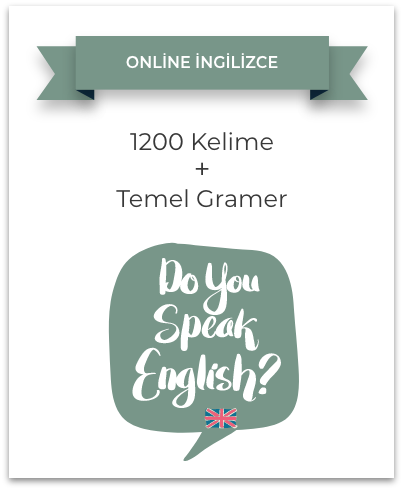 ONLİNE İNGİLİZCE
1200 Kelime
+
Temel Gramer
Do You
Speak
English?